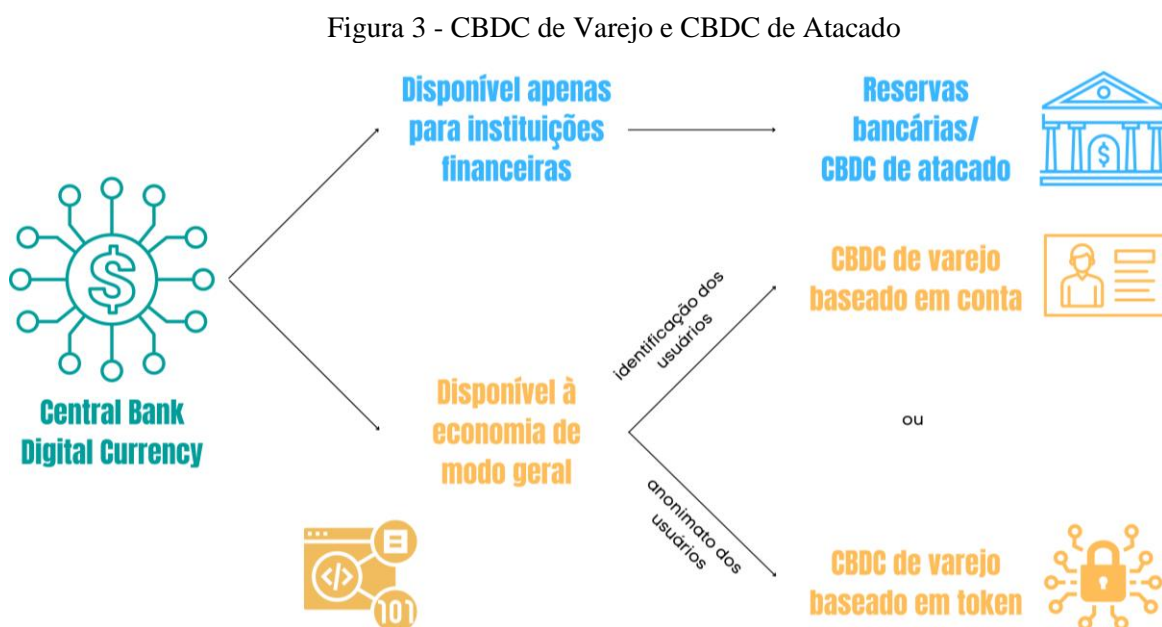 Figura 3 - CBDC de Varejo e CBDC de Atacado
Disponível apenas
para instituições
financeiras
Reservas
bancárias/
CBDC de atacado
$
$
Central Bank
Digital Currency
identificação dos
usuários
CBDC de varejo
baseado em conta
Disponível à
economia de
modo geral
ou
anonimato dos
usuários
</>
101
CBDC de varejo
baseado em token